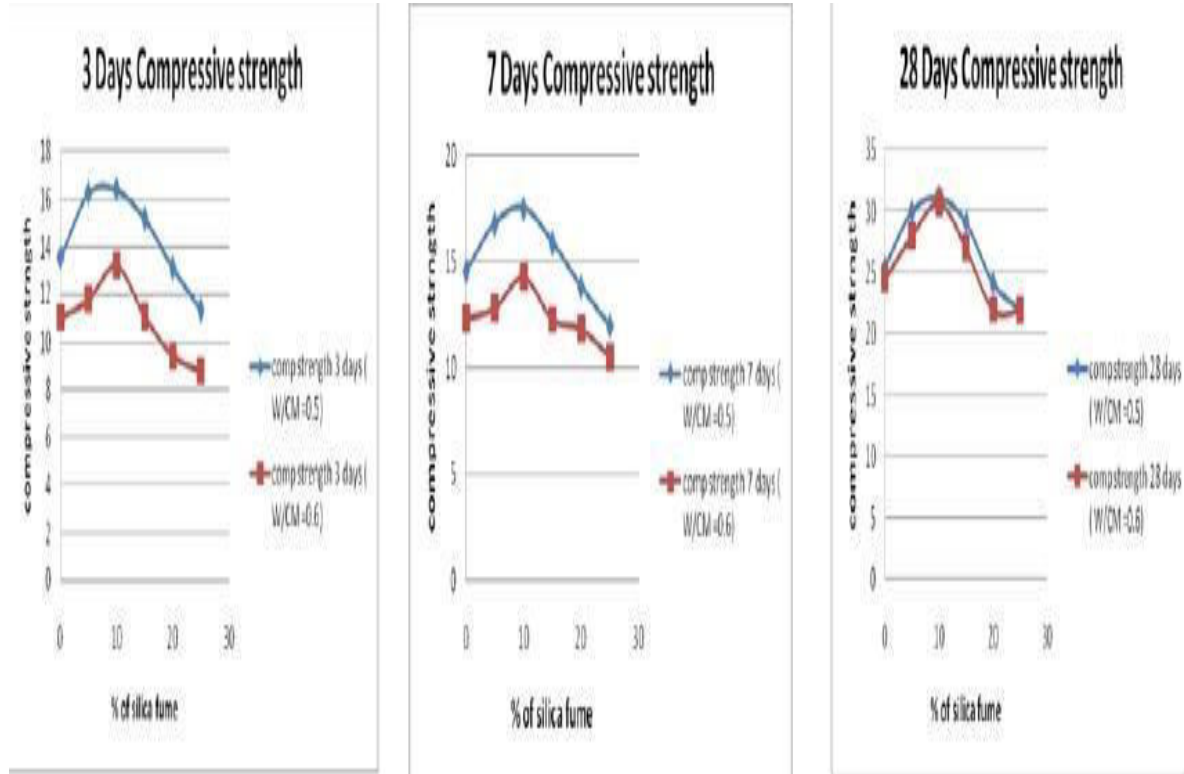 3 Days Compressive strength
18
16
14
12
10
8
6
4
2
0
compressive strngth
0 10 20 30
% of silica fume
comp strength 3 days (
W/CM =0.5)
comp strength 3 days (
W/CM =0.6)
7 Days Compressive strength
20
15
10
5
0
compressive strngth
0 10 20 30
% of silica fume
comp strength 7 days (
W/CM =0.5)
comp strength 7 days (
W/CM =0.6)
28 Days Compressive strength
35
30
25
20
15
10
5
0
compressive strngth
0 10 20 30
% of silica fume
comp strength 28 days
( W/CM =0.5)
comp strength 28 days
( W/CM =0.6)